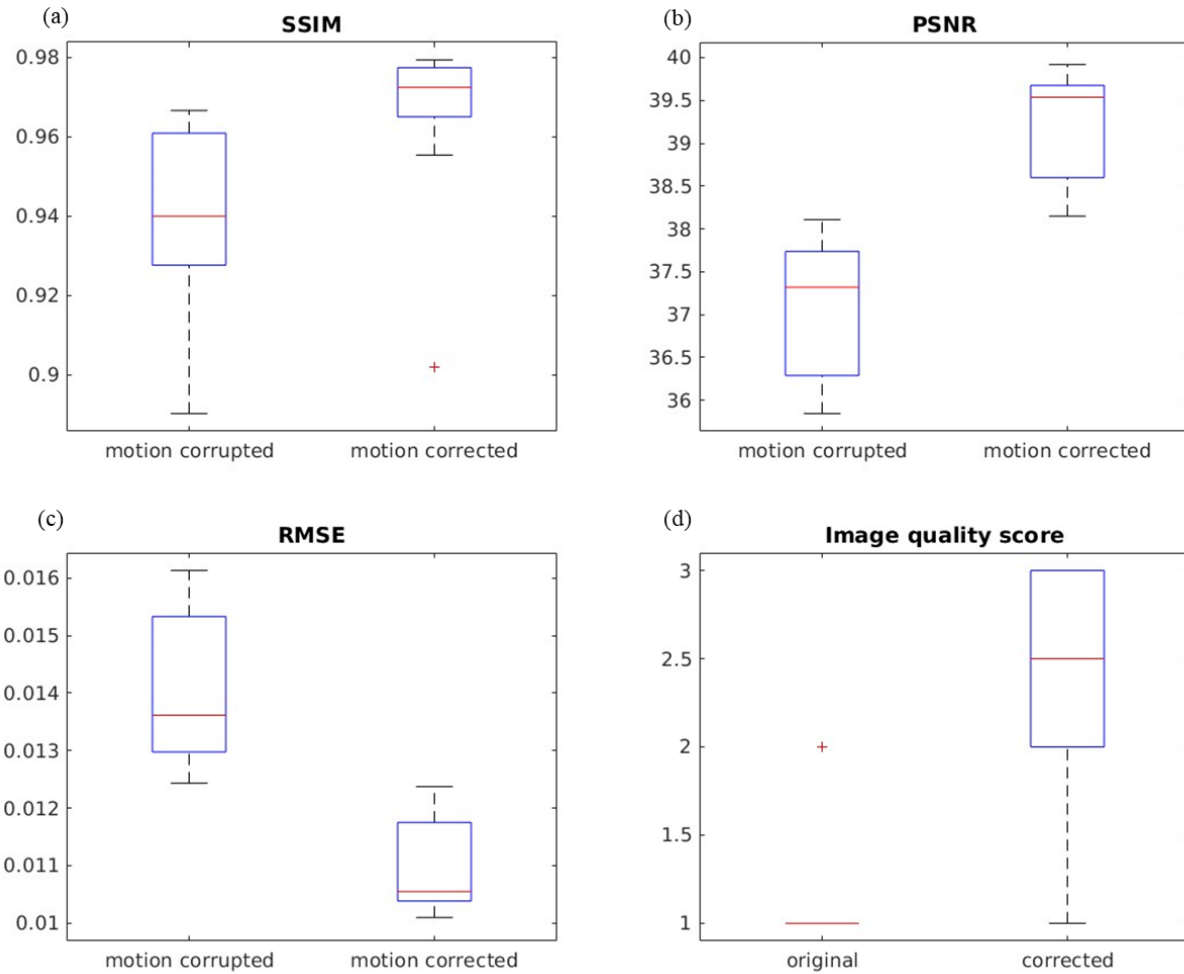 (a)
SSIM
0.98
0.96
0.94
0.92
0.9
motion corrupted
motion corrected
(b)
PSNR
40
39.5
39
38.5
38
37.5
37
36.5
36
motion corrupted
motion corrected
(c)
RMSE
0.016
0.015
0.014
0.013
0.012
0.011
0.01
motion corrupted
motion corrected
(d)
Image quality score
3
2.5
2
1.5
1
original
corrected